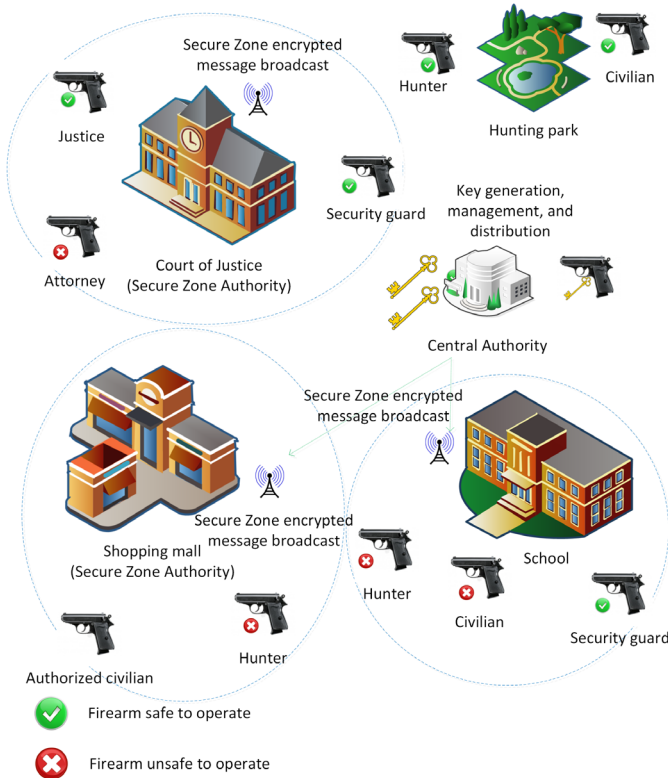 Secure Zone encrypted
message broadcast
Hunter
Civilian
Justice
Hunting park
Security guard
Key generation,
management, and
distribution
Attorney
Court of Justice
(Secure Zone Authority)
Central Authority
Secure Zone encrypted
message broadcast
Secure Zone encrypted
message broadcast
Shopping mall
(Secure Zone Authority)
School
Hunter
Civilian
Security guard
Hunter
Authorized civilian
Firearm safe to operate
Firearm unsafe to operate